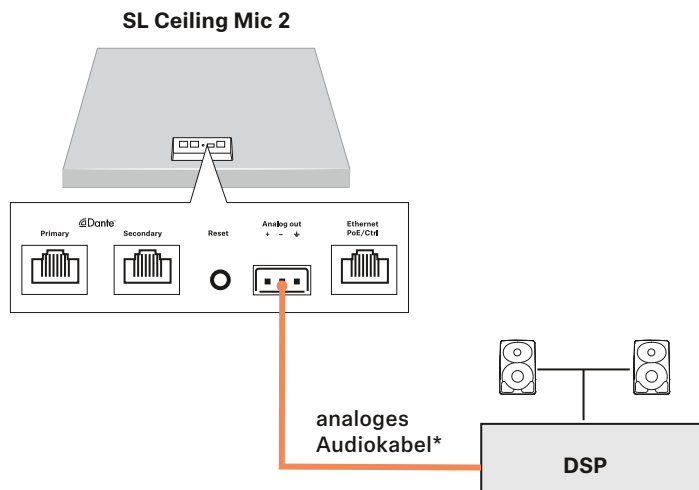 SL Ceiling Mic 2
Dante
Primary
Secondary
Reset
Analog out
+ -
Ethernet
PoE/Ctrl
analoges
Audiokabel*
DSP